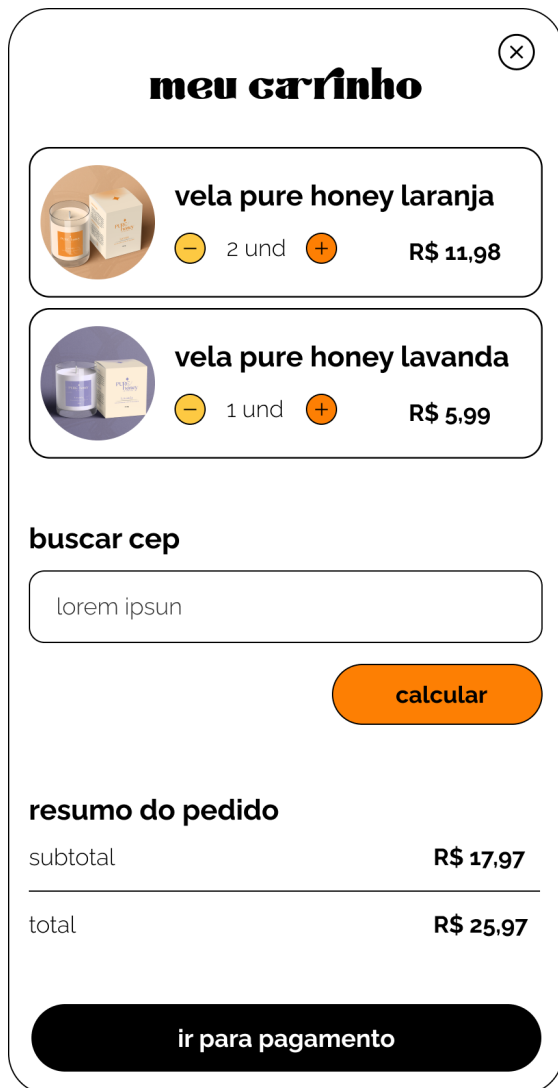 meu carrinho
vela pure honey laranja
2 und
R$ 11,98
vela pure honey lavanda
1 und
R$ 5,99
buscar cep
lorem ipsun
calcular
resumo do pedido
subtotal
R$ 17,97
total
R$ 25,97
ir para pagamento